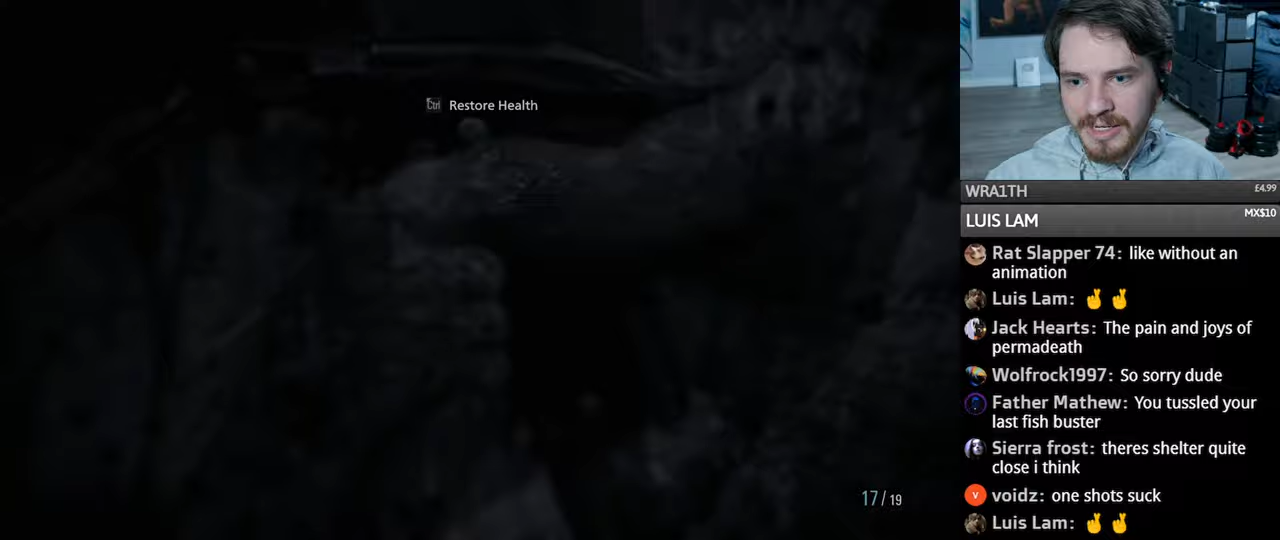 Ctrl Restore Health
17/19
WRA1TH £4.99
LUIS LAM MX$10
Rat Slapper 74: like without an
animation
Luis Lam: 🤞🤞
Jack Hearts: The pain and joys of
permadeath
Wolfrock1997: So sorry dude
Father Mathew: You tussled your
last fish buster
Sierra frost: theres shelter quite
close i think
v voidz: one shots suck
Luis Lam: 🤞🤞